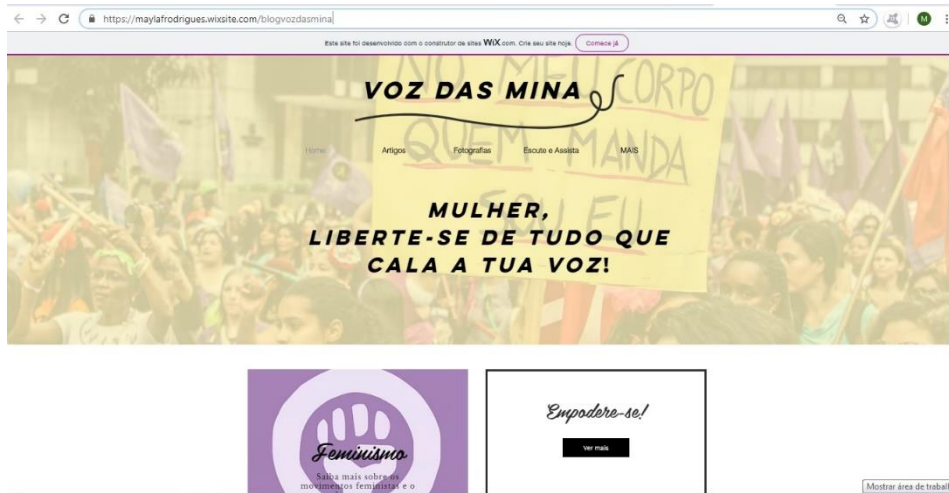 https://maylafrodrigues.wixsite.com/blogvozdasmina
M
Este site foi desenvolvido com o construtor de sites WiX.com. Crie seu site hoje. Comece já
VOZ DAS MINA
NO MEU CORPO
QUEM MANDA
SOU EU
Home Artigos Fotografias Escute e Assista MAIS
MULHER,
LIBERTE-SE DE TUDO QUE
CALA A TUA VOZ!
Feminismo
Saiba mais sobre os
movimentos feministas e o
Empodere-se!
Ver mais
Mostrar área de trabal